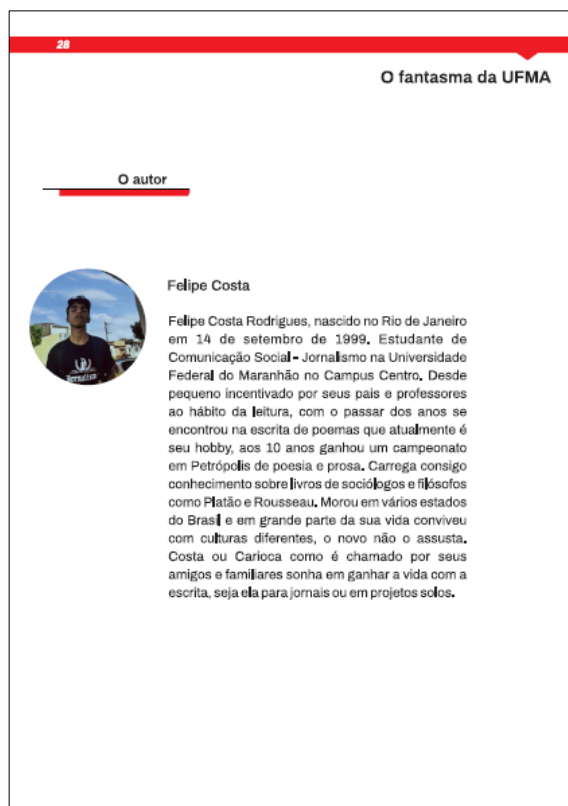 28
O fantasma da UFMA
O autor
Felipe Costa
Felipe Costa Rodrigues, nascido no Rio de Janeiro
em 14 de setembro de 1999. Estudante de
Comunicação Social - Jornalismo na Universidade
Federal do Maranhão no Campus Centro. Desde
pequeno incentivado por seus pais e professores
ao hábito da leitura, com o passar dos anos se
encontrou na escrita de poemas que atualmente é
seu hobby, aos 10 anos ganhou um campeonato
em Petrópolis de poesia e prosa. Carrega consigo
conhecimento sobre livros de sociólogos e filósofos
como Platão e Rousseau. Morou em vários estados
do Brasil e em grande parte da sua vida conviveu
com culturas diferentes, o novo não o assusta.
Costa ou Carioca como é chamado por seus
amigos e familiares sonha em ganhar a vida com a
escrita, seja ela para jornais ou em projetos solos.